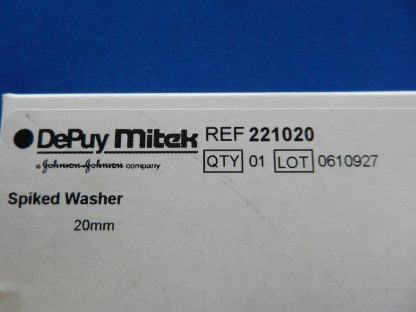 DePuy Mitek REF 221020
a Johnson-Johnson company QTY 01 LOT 0610927
Spiked Washer
20mm